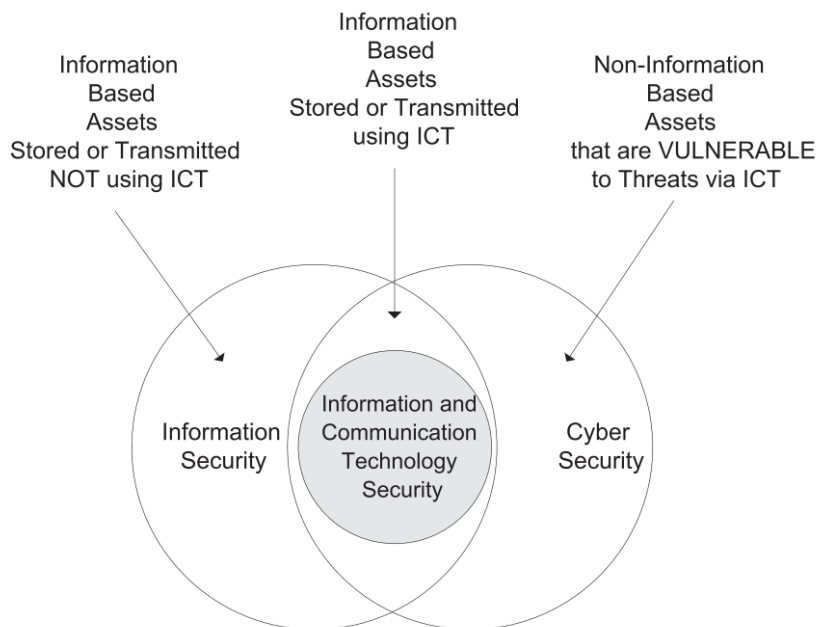 Information
Based
Assets
Stored or Transmitted
NOT using ICT
Information
Based
Assets
Stored or Transmitted
using ICT
Non-Information
Based
Assets
that are VULNERABLE
to Threats via ICT
Information
Security
Information and
Communication
Technology
Security
Cyber
Security